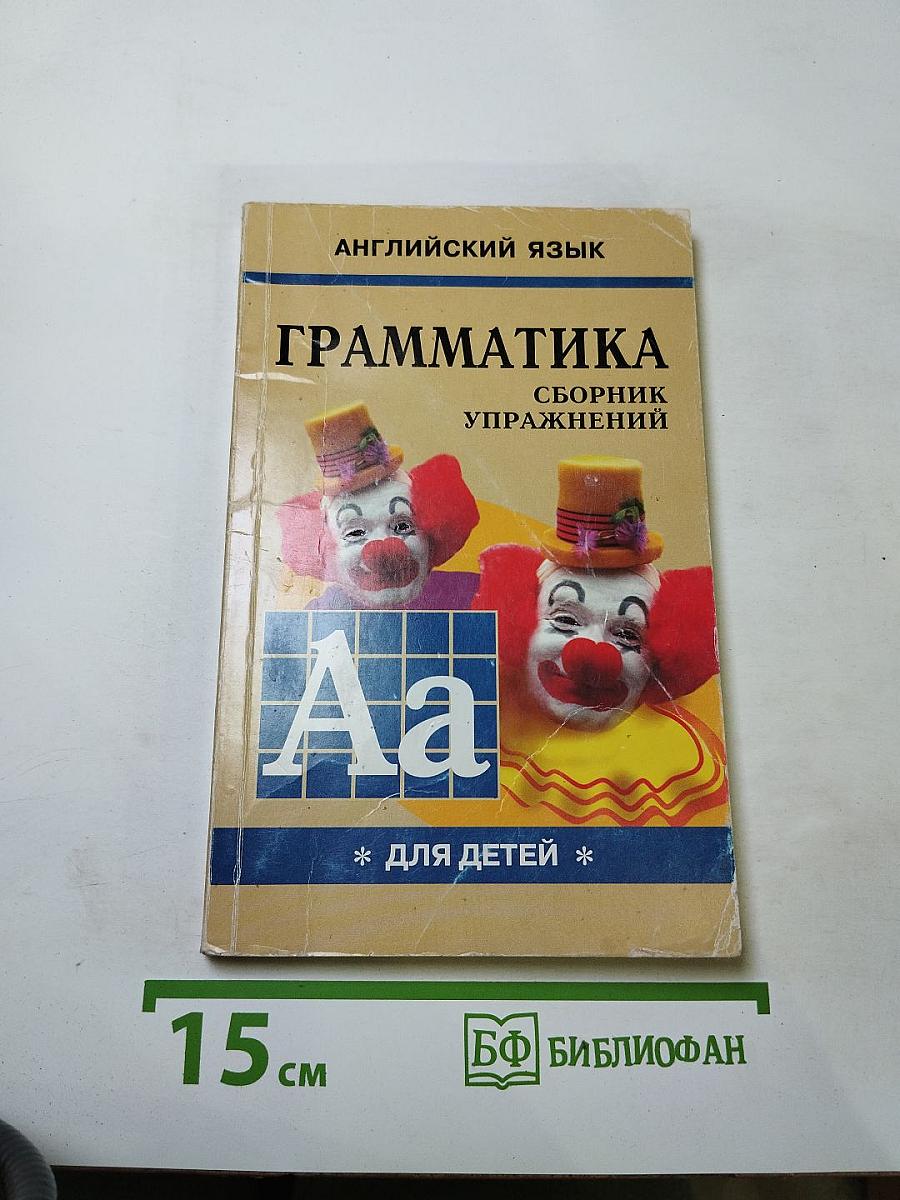 АНГЛИЙСКИЙ ЯЗЫК
ГРАММАТИКА
СБОРНИК
УПРАЖНЕНИЙ
Aa
* ДЛЯ ДЕТЕЙ *
15 см
БФ БИБЛИОФАН